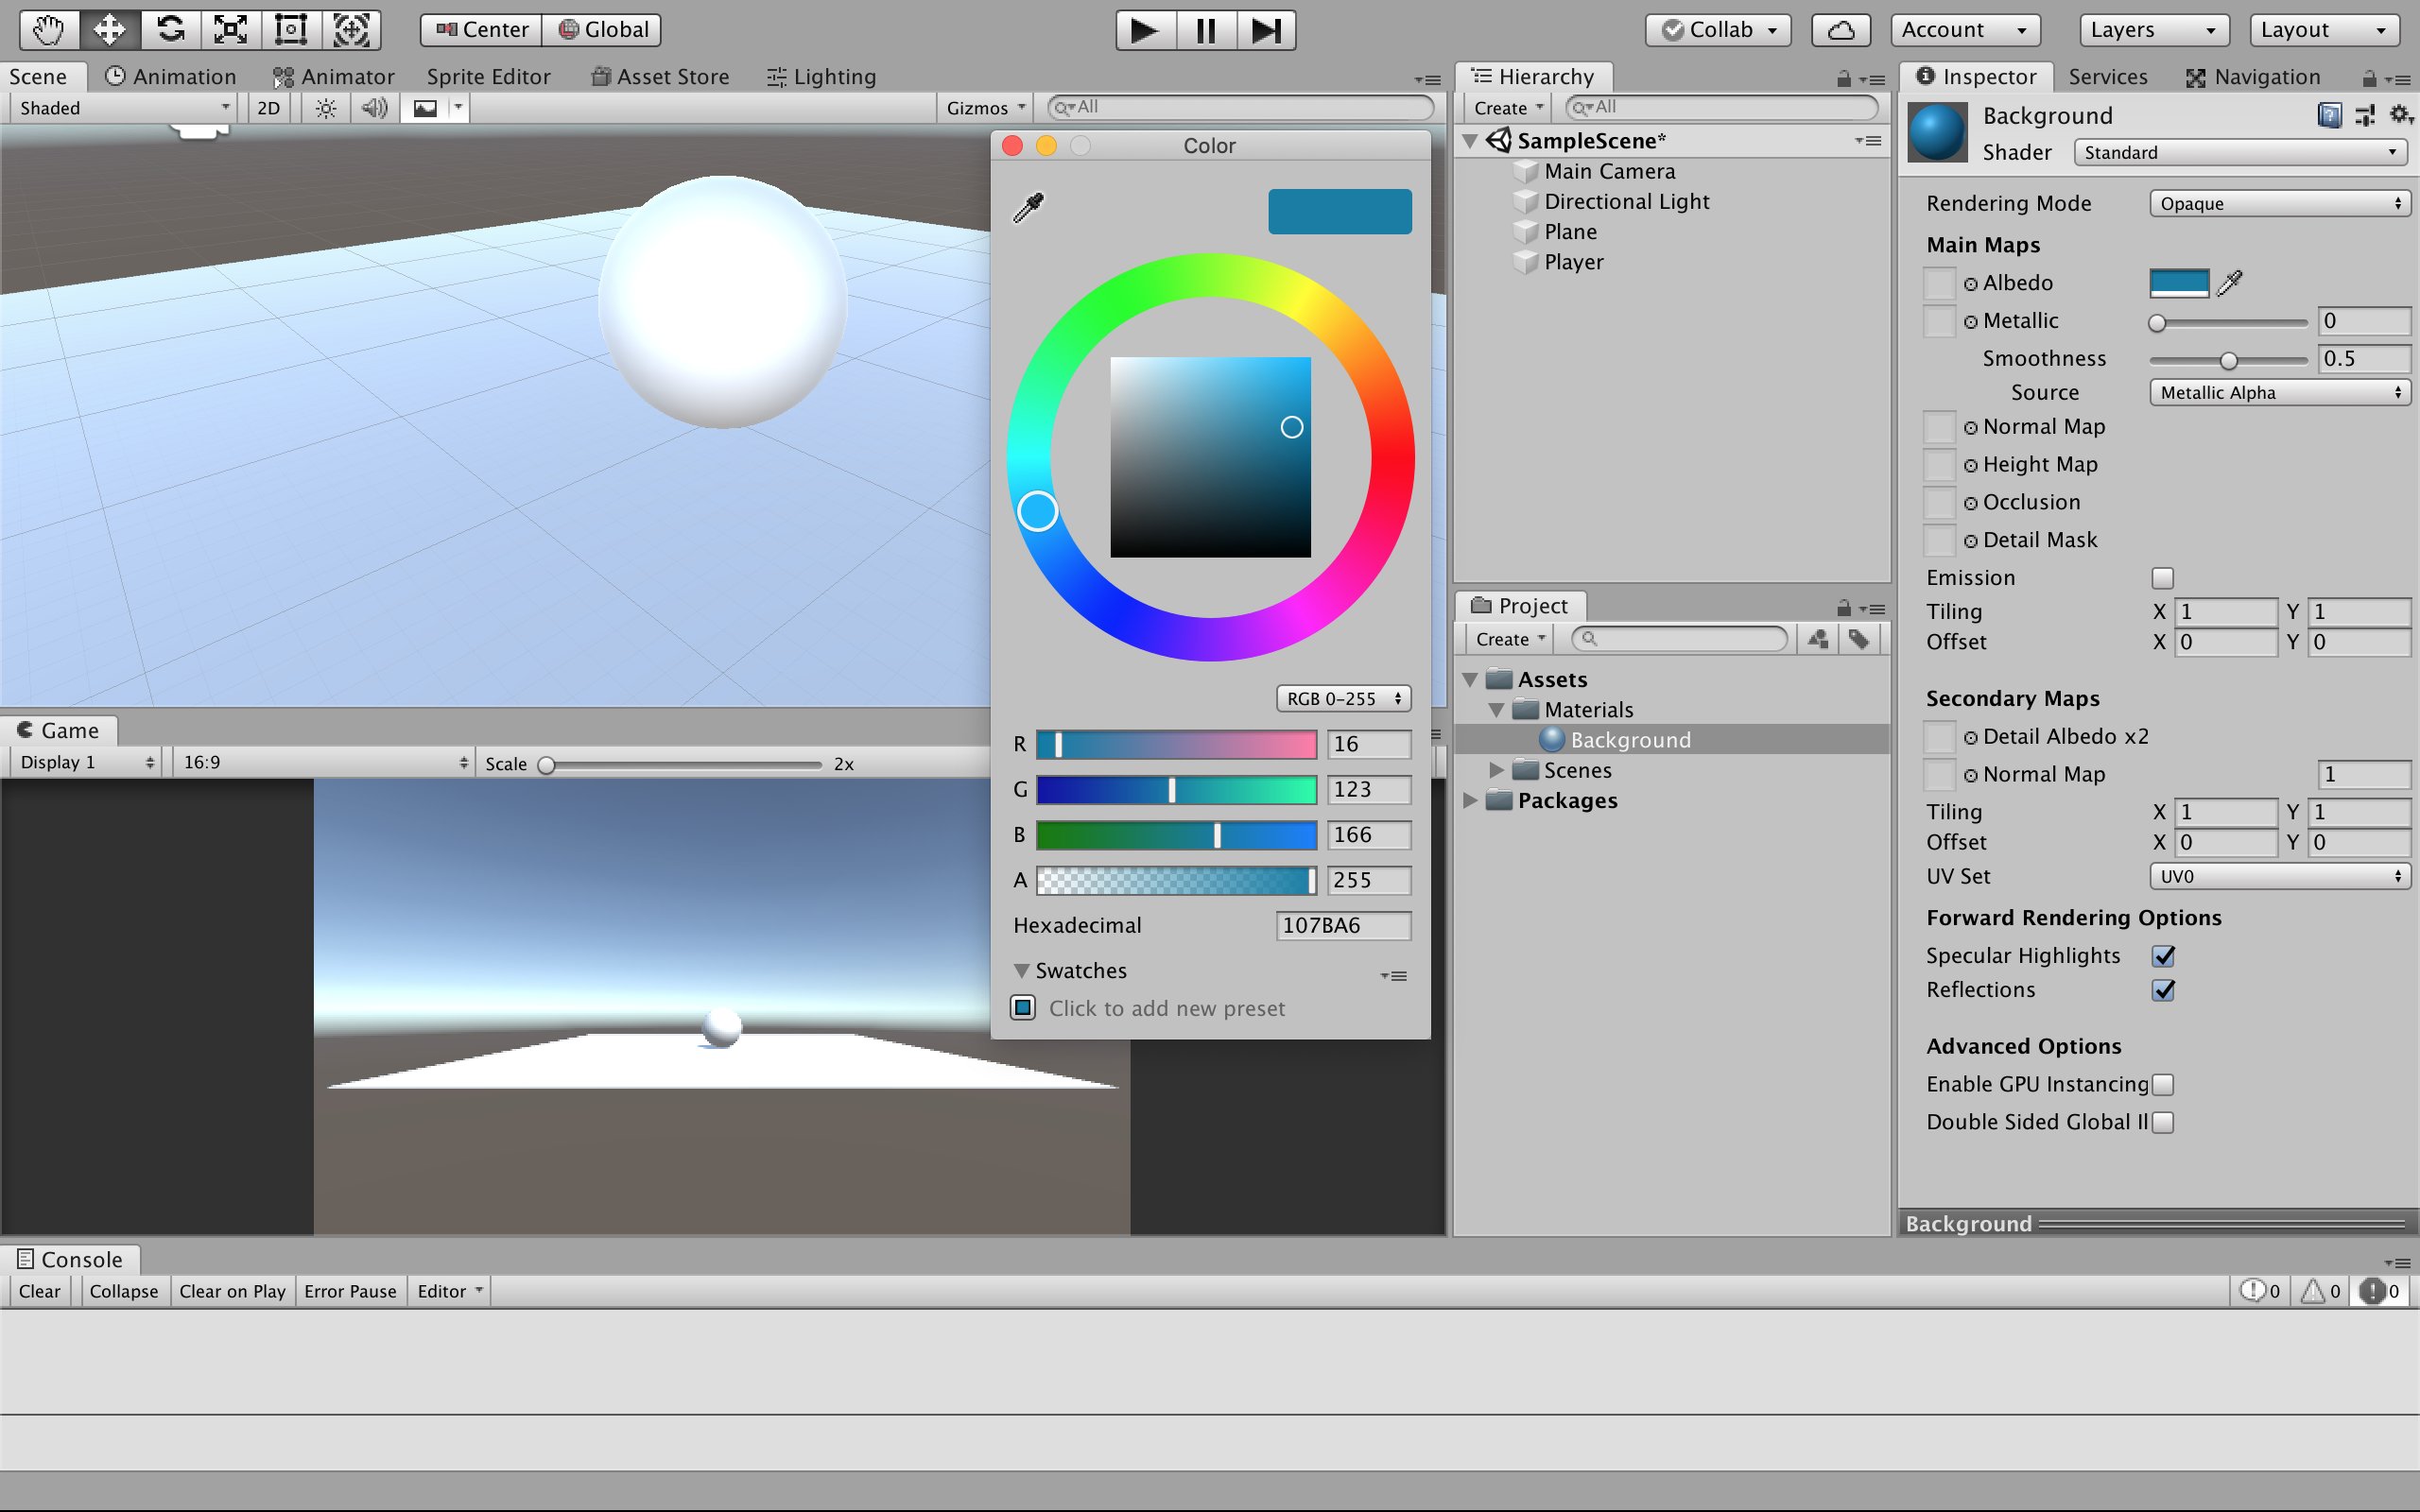 Center Global Collab Account Layers Layout
Scene Animation Animator Sprite Editor Asset Store Lighting
Shaded 2D Gizmos All
Color
RGB 0-255
R 16
G 123
B 166
A 255
Hexadecimal 107BA6
Swatches
Click to add new preset
Game
Display 1 16:9 Scale 2x
Hierarchy
Create All
SampleScene*
Main Camera
Directional Light
Plane
Player
Project
Create
Assets
Materials
Background
Scenes
Packages
Inspector Services Navigation
Background
Shader Standard
Rendering Mode Opaque
Main Maps
Albedo
Metallic 0
Smoothness 0.5
Source Metallic Alpha
Normal Map
Height Map
Occlusion
Detail Mask
Emission
Tiling X 1 Y 1
Offset X 0 Y 0
Secondary Maps
Detail Albedo x2
Normal Map 1
Tiling X 1 Y 1
Offset X 0 Y 0
UV Set UV0
Forward Rendering Options
Specular Highlights
Reflections
Advanced Options
Enable GPU Instancing
Double Sided Global Il
Background
Console
Clear Collapse Clear on Play Error Pause Editor 0 0 0